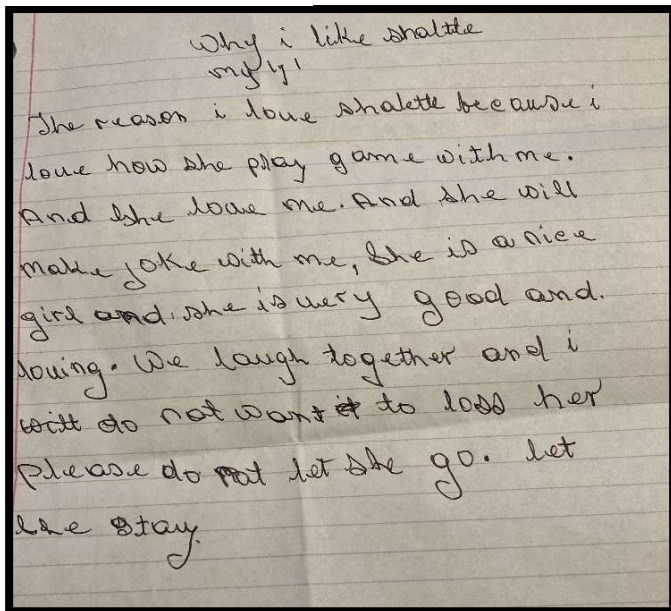 Why i like shaltte
my
The reason i love shalette because i
love how she play game with me.
And she love me. And she will
make joke with me, She is a nice
girl and, she is very good and.
loving. We laugh together and i
will do not want it to loss her
please do not let she go. let
she stay.